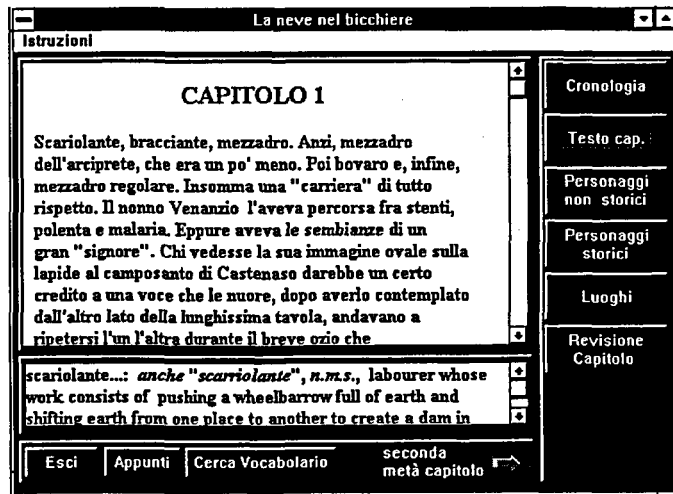 La neve nel bicchiere
Istruzioni
CAPITOLO 1
Scariolante, bracciante, mezzadro. Anzi, mezzadro
dell'arciprete, che era un po' meno. Poi bovaro e, infine,
mezzadro regolare. Insomma una "carriera" di tutto
rispetto. Il nonno Venanzio l'aveva percorsa fra stenti,
polenta e malaria. Eppure aveva le sembianze di un
gran "signore". Chi vedesse la sua immagine ovale sulla
lapide al camposanto di Castenaso darebbe un certo
credito a una voce che le nuore, dopo averlo contemplato
dall'altro lato della lunghissima tavola, andavano a
ripetersi l'un l'altra durante il breve ozio che
scariolante...: anche "scarriolante", n.m.s., labourer whose
work consists of pushing a wheelbarrow full of earth and
shifting earth from one place to another to create a dam in
Esci
Appunti
Cerca Vocabolario
seconda
metà capitolo
Cronologia
Testo cap.
Personaggi
non storici
Personaggi
storici
Luoghi
Revisione
Capitolo